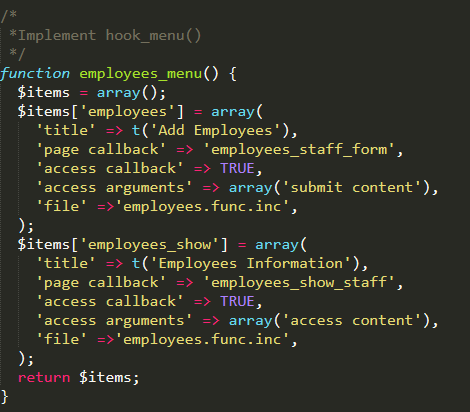 /*
 *Implement hook_menu()
 */
function employees_menu() {
  $items = array();
  $items['employees'] = array(
    'title' => t('Add Employees'),
    'page callback' => 'employees_staff_form',
    'access callback' => TRUE,
    'access arguments' => array('submit content'),
    'file' =>'employees.func.inc',
  );
  $items['employees_show'] = array(
    'title' => t('Employees Information'),
    'page callback' => 'employees_show_staff',
    'access callback' => TRUE,
    'access arguments' => array('access content'),
    'file' =>'employees.func.inc',
  );
  return $items;
}